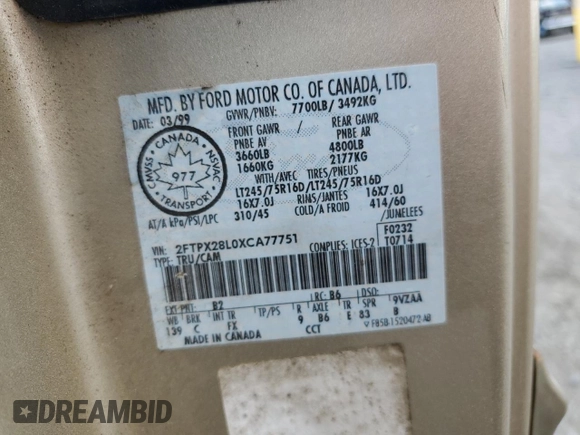 MFD. BY FORD MOTOR CO. OF CANADA, LTD.
DATE: 03/99 GVWR/PNBV: 7700LB/ 3492KG
FRONT GAWR / REAR GAWR
PNBE AV PNBE AR
3660LB 4800LB
1660KG 2177KG
WITH/AVEC TIRES/PNEUS
LT245/75R16D/LT245/75R16D
16X7.0J RIMS/JANTES 16X7.0J
AT/A kPa/PSI/LPC 310/45 COLD/A FROID 414/60
/JUMELEES
CMVSS • CANADA • NSVAC
977
TRANSPORT
VIN: 2FTPX28L0XCA77751 COMPLIES: ICES-2 F0232
TYPE: TRU/CAM T0714
EXT PNT: B2 RC: B6 DSO:
WB BRK INT TR TP/PS R AXLE TR SPR 9VZAA
139 C FX 9 B6 E 83 B
MADE IN CANADA CCT F85B-1520472-AB
DREAMBID